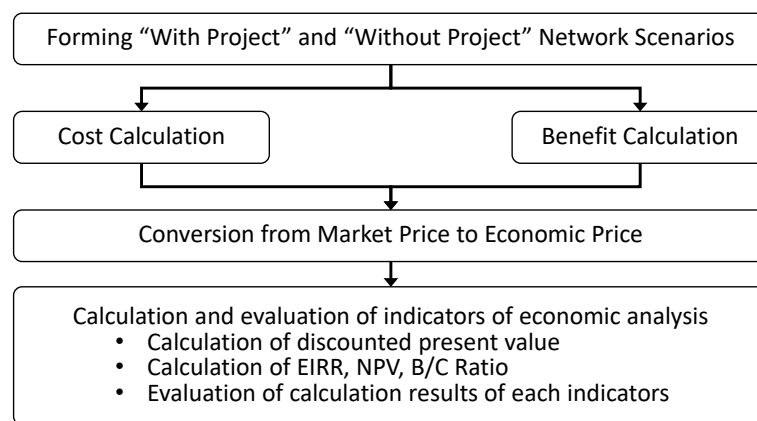 Forming “With Project” and “Without Project” Network Scenarios
Cost Calculation
Benefit Calculation
Conversion from Market Price to Economic Price
Calculation and evaluation of indicators of economic analysis
• Calculation of discounted present value
• Calculation of EIRR, NPV, B/C Ratio
• Evaluation of calculation results of each indicators